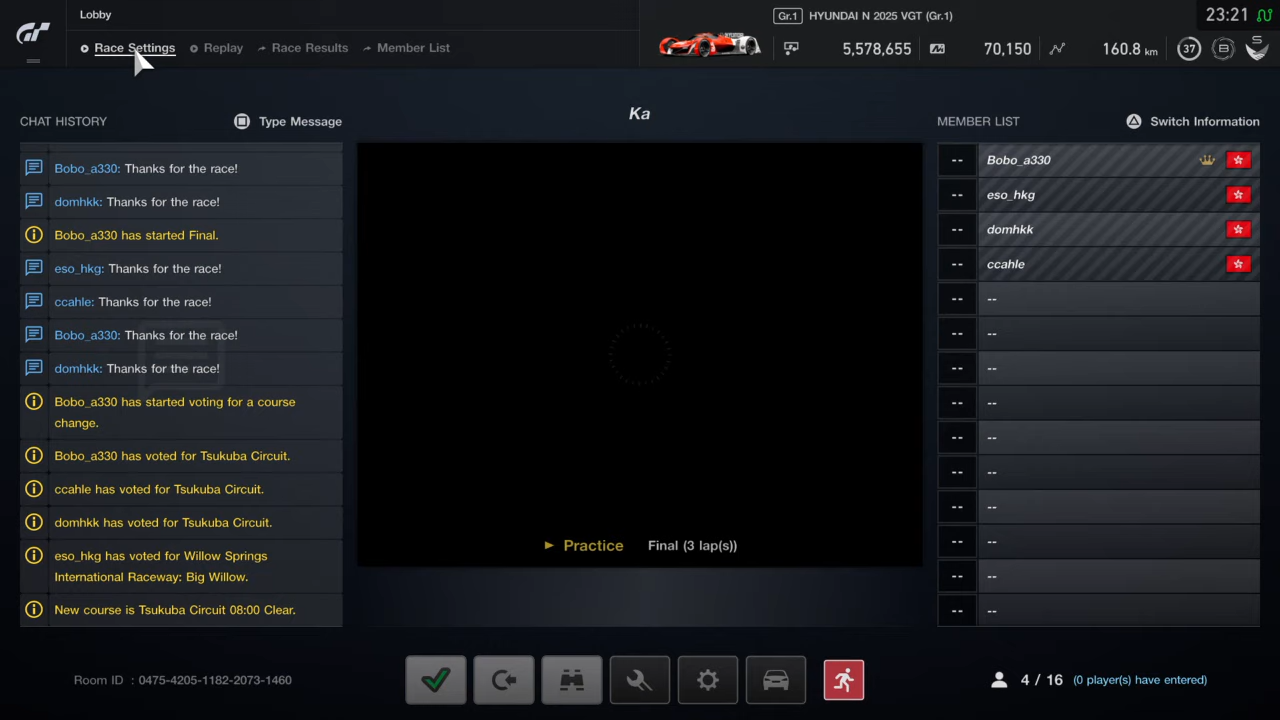 Lobby
Race Settings
Replay
Race Results
Member List
Gr.1
HYUNDAI N 2025 VGT (Gr.1)
5,578,655
70,150
160.8 km
37
B
S
23:21
CHAT HISTORY
Type Message
Bobo_a330: Thanks for the race!
domhkk: Thanks for the race!
Bobo_a330 has started Final.
eso_hkg: Thanks for the race!
ccahle: Thanks for the race!
Bobo_a330: Thanks for the race!
domhkk: Thanks for the race!
Bobo_a330 has started voting for a course
change.
Bobo_a330 has voted for Tsukuba Circuit.
ccahle has voted for Tsukuba Circuit.
domhkk has voted for Tsukuba Circuit.
eso_hkg has voted for Willow Springs
International Raceway: Big Willow.
New course is Tsukuba Circuit 08:00 Clear.
Ka
Practice
Final (3 lap(s))
MEMBER LIST
Switch Information
-- Bobo_a330
-- eso_hkg
-- domhkk
-- ccahle
-- --
-- --
-- --
-- --
-- --
-- --
-- --
-- --
-- --
-- --
Room ID : 0475-4205-1182-2073-1460
4 / 16 (0 player(s) have entered)